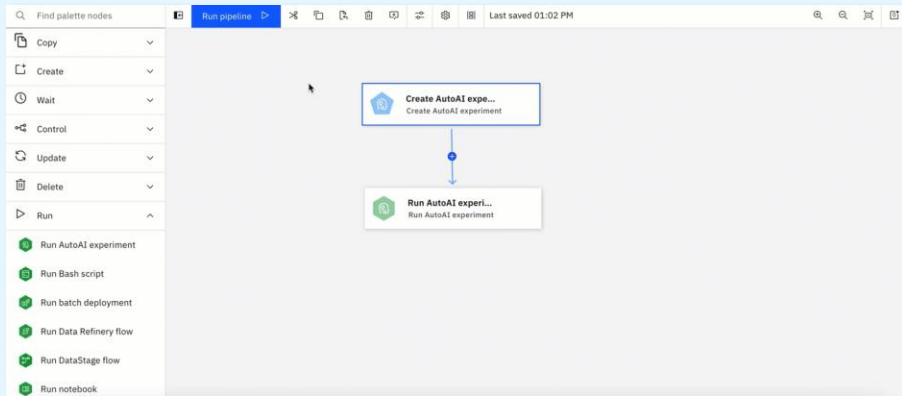 Find palette nodes
Run pipeline
Last saved 01:02 PM
Copy
Create
Wait
Control
Update
Delete
Run
Run AutoAI experiment
Run Bash script
Run batch deployment
Run Data Refinery flow
Run DataStage flow
Run notebook
Create AutoAI expe...
Create AutoAI experiment
Run AutoAI experi...
Run AutoAI experiment